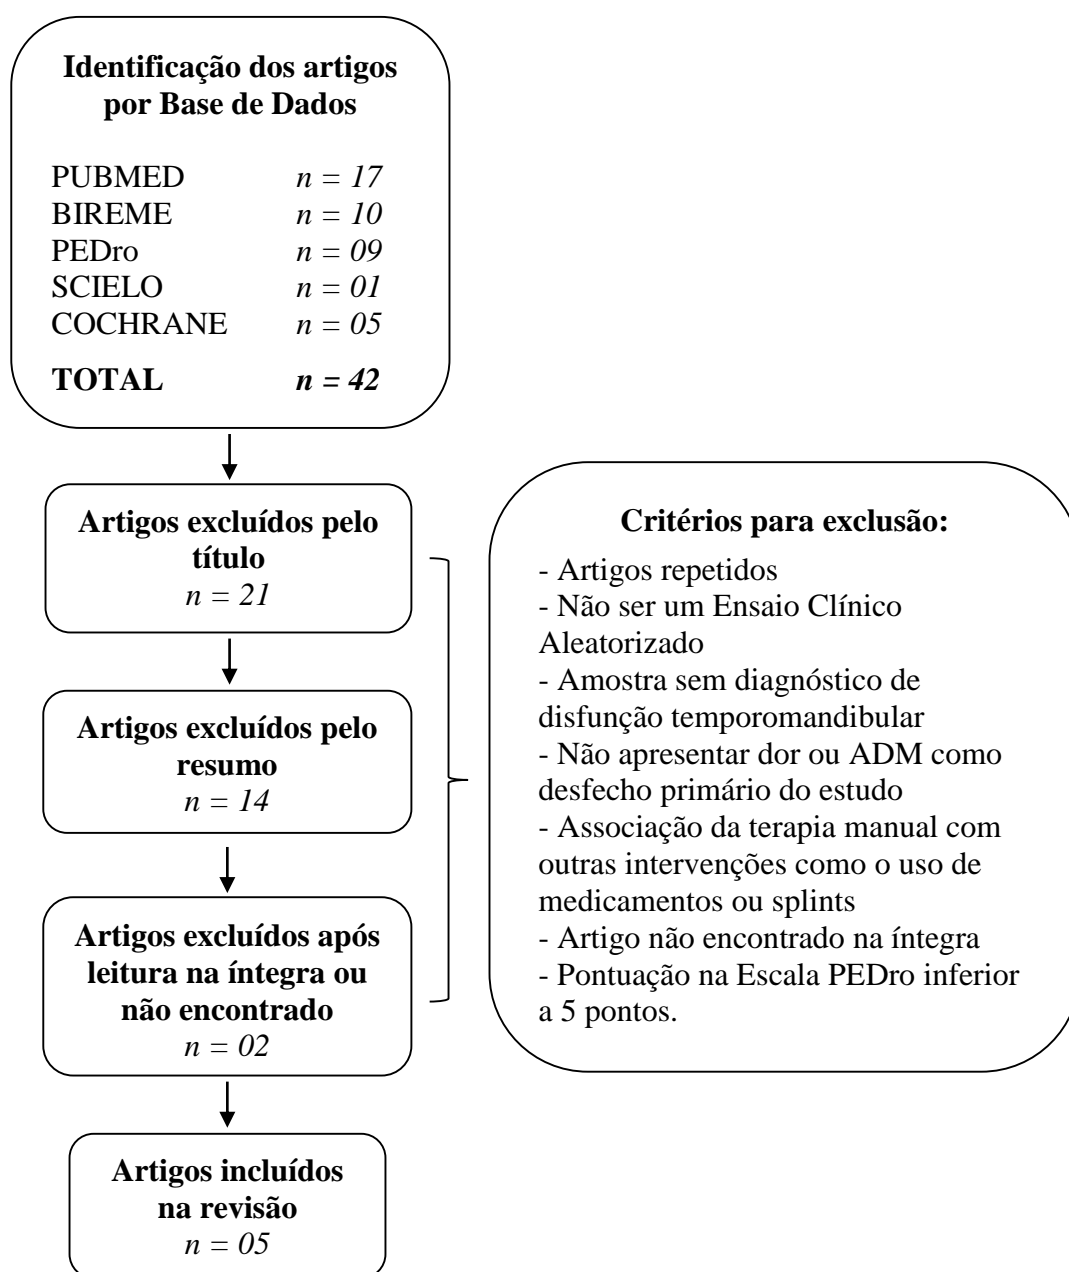 Identificação dos artigos
por Base de Dados
PUBMED n = 17
BIREME n = 10
PEDro n = 09
SCIELO n = 01
COCHRANE n = 05
TOTAL n = 42
Artigos excluídos pelo
título
n = 21
Artigos excluídos pelo
resumo
n = 14
Artigos excluídos após
leitura na íntegra ou
não encontrado
n = 02
Artigos incluídos
na revisão
n = 05
Critérios para exclusão:
- Artigos repetidos
- Não ser um Ensaio Clínico
Aleatorizado
- Amostra sem diagnóstico de
disfunção temporomandibular
- Não apresentar dor ou ADM como
desfecho primário do estudo
- Associação da terapia manual com
outras intervenções como o uso de
medicamentos ou splints
- Artigo não encontrado na íntegra
- Pontuação na Escala PEDro inferior
a 5 pontos.